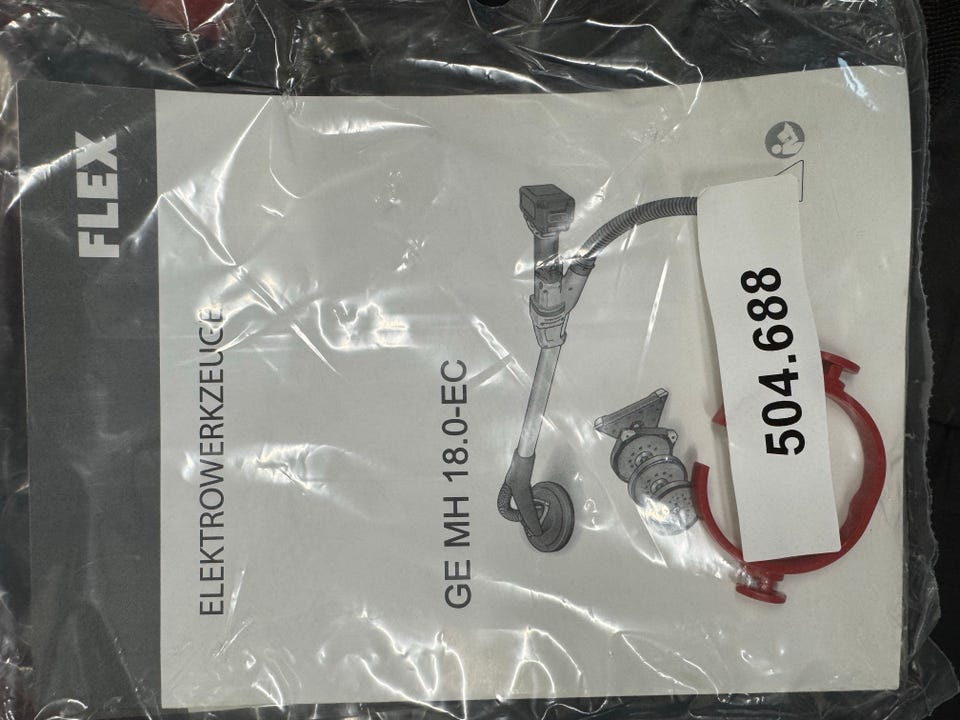 FLEX
ELEKTROWERKZEUGE
GE MH 18.0-EC
504.688